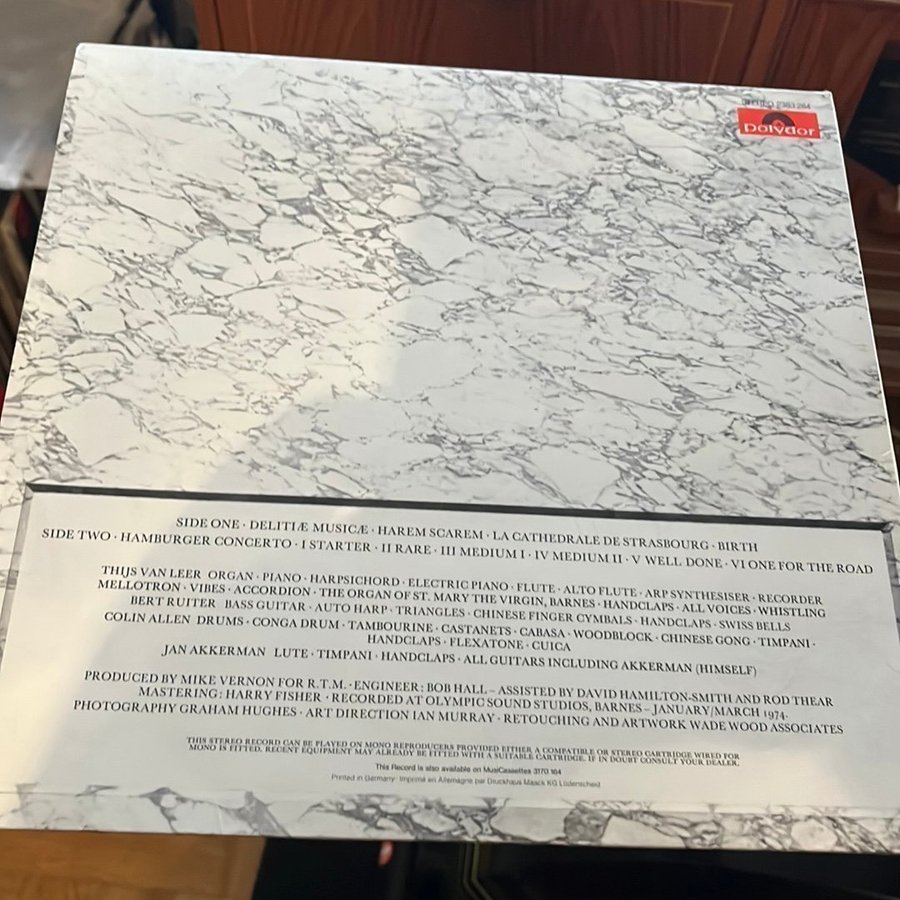 STEREO 2383 264
Polydor
SIDE ONE · DELITIÆ MUSICÆ · HAREM SCAREM · LA CATHEDRALE DE STRASBOURG · BIRTH
SIDE TWO · HAMBURGER CONCERTO · I STARTER · II RARE · III MEDIUM I · IV MEDIUM II · V WELL DONE · VI ONE FOR THE ROAD
THIJS VAN LEER ORGAN · PIANO · HARPSICHORD · ELECTRIC PIANO · FLUTE · ALTO FLUTE · ARP SYNTHESISER · RECORDER
MELLOTRON · VIBES · ACCORDION · THE ORGAN OF ST. MARY THE VIRGIN, BARNES · HANDCLAPS · ALL VOICES · WHISTLING
BERT RUITER BASS GUITAR · AUTO HARP · TRIANGLES · CHINESE FINGER CYMBALS · HANDCLAPS · SWISS BELLS
COLIN ALLEN DRUMS · CONGA DRUM · TAMBOURINE · CASTANETS · CABASA · WOODBLOCK · CHINESE GONG · TIMPANI ·
HANDCLAPS · FLEXATONE · CUICA
JAN AKKERMAN LUTE · TIMPANI · HANDCLAPS · ALL GUITARS INCLUDING AKKERMAN (HIMSELF)
PRODUCED BY MIKE VERNON FOR R.T.M. · ENGINEER: BOB HALL – ASSISTED BY DAVID HAMILTON-SMITH AND ROD THEAR
MASTERING: HARRY FISHER · RECORDED AT OLYMPIC SOUND STUDIOS, BARNES – JANUARY/MARCH 1974·
PHOTOGRAPHY GRAHAM HUGHES · ART DIRECTION IAN MURRAY · RETOUCHING AND ARTWORK WADE WOOD ASSOCIATES
THIS STEREO RECORD CAN BE PLAYED ON MONO REPRODUCERS PROVIDED EITHER A COMPATIBLE OR STEREO CARTRIDGE WIRED FOR
MONO IS FITTED. RECENT EQUIPMENT MAY ALREADY BE FITTED WITH A SUITABLE CARTRIDGE. IF IN DOUBT CONSULT YOUR DEALER.
This Record is also available on MusiCassettes 3170 164
Printed in Germany · Imprimé en Allemagne par Druckhaus Maack KG Lüdenscheid